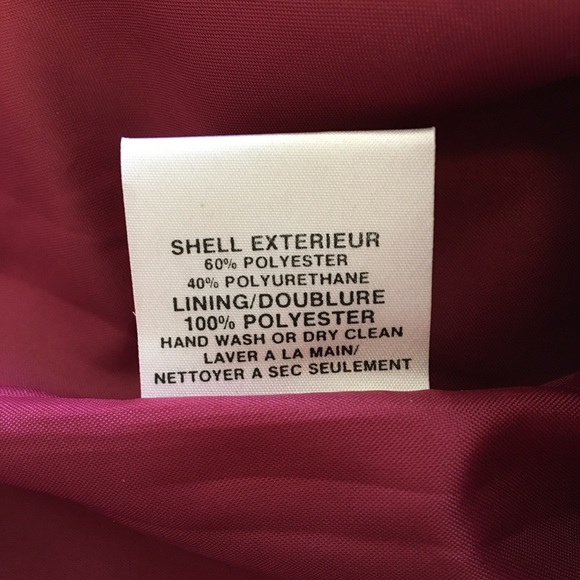 SHELL EXTERIEUR
60% POLYESTER
40% POLYURETHANE
LINING/DOUBLURE
100% POLYESTER
HAND WASH OR DRY CLEAN
LAVER A LA MAIN/
NETTOYER A SEC SEULEMENT